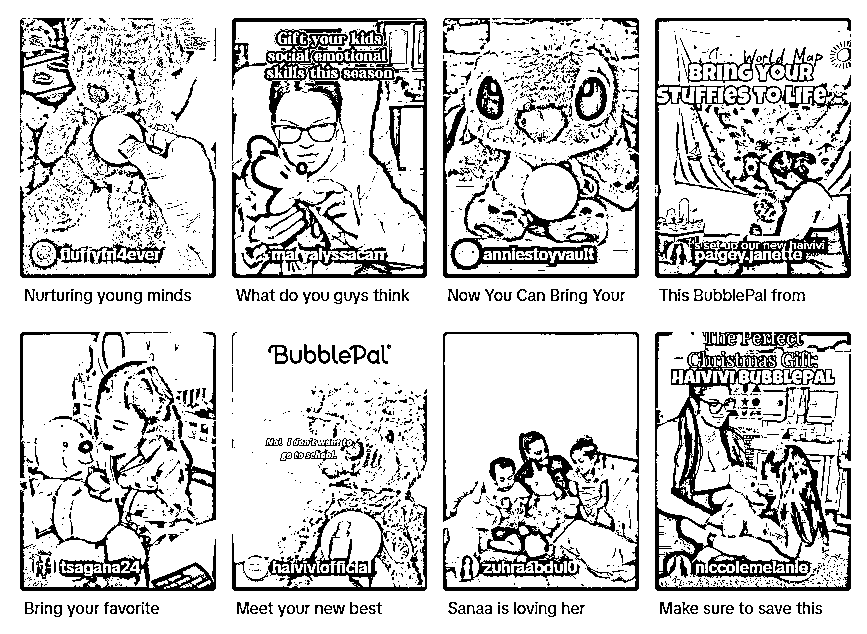 fluffytri4ever
Nurturing young minds
Gift your kids
social emotional
skills this season
maryalyssacarr
What do you guys think
anniestoyvault
Now You Can Bring Your
World Map
BRING YOUR
STUFFIES TO LIFE
& set up our new haivivi
paigey.janette
This BubblePal from
tsagana24
Bring your favorite
BubblePal
No! I don't want to
go to school.
haiviviofficial
Meet your new best
zuhraabdul0
Sanaa is loving her
The Perfect
Christmas Gift:
HAIVIVI BUBBLEPAL
niccolemelanie
Make sure to save this